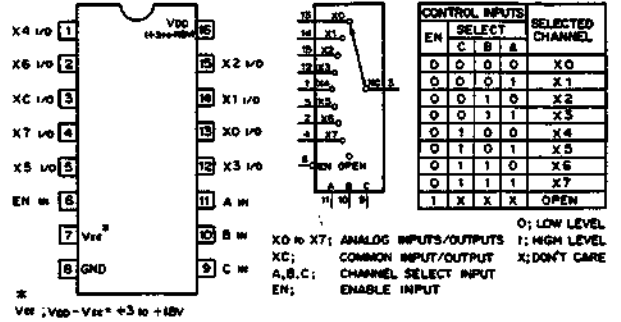 X4 I/O 1
X6 I/O 2
XC I/O 3
X7 I/O 4
X5 I/O 5
EN IN 6
7 VEE*
8 GND
VDD 16
(+3 to +18V)
15 X2 I/O
14 X1 I/O
13 X0 I/O
12 X3 I/O
11 A IN
10 B IN
9 C IN
*
VEE ; VDD-VEE= +3 to +18V
13 X0
14 X1
15 X2
12 X3
1 X4
5 X5
2 X6
4 X7
XC 3
6 EN OPEN
A B C
11 10 9
CONTROL INPUTS SELECTED CHANNEL
EN SELECT
C B A
0 0 0 0 X0
0 0 0 1 X1
0 0 1 0 X2
0 0 1 1 X3
0 1 0 0 X4
0 1 0 1 X5
0 1 1 0 X6
0 1 1 1 X7
1 X X X OPEN
0; LOW LEVEL
X0 to X7; ANALOG INPUTS/OUTPUTS 1; HIGH LEVEL
XC; COMMON INPUT/OUTPUT X; DON'T CARE
A,B,C; CHANNEL SELECT INPUT
EN; ENABLE INPUT